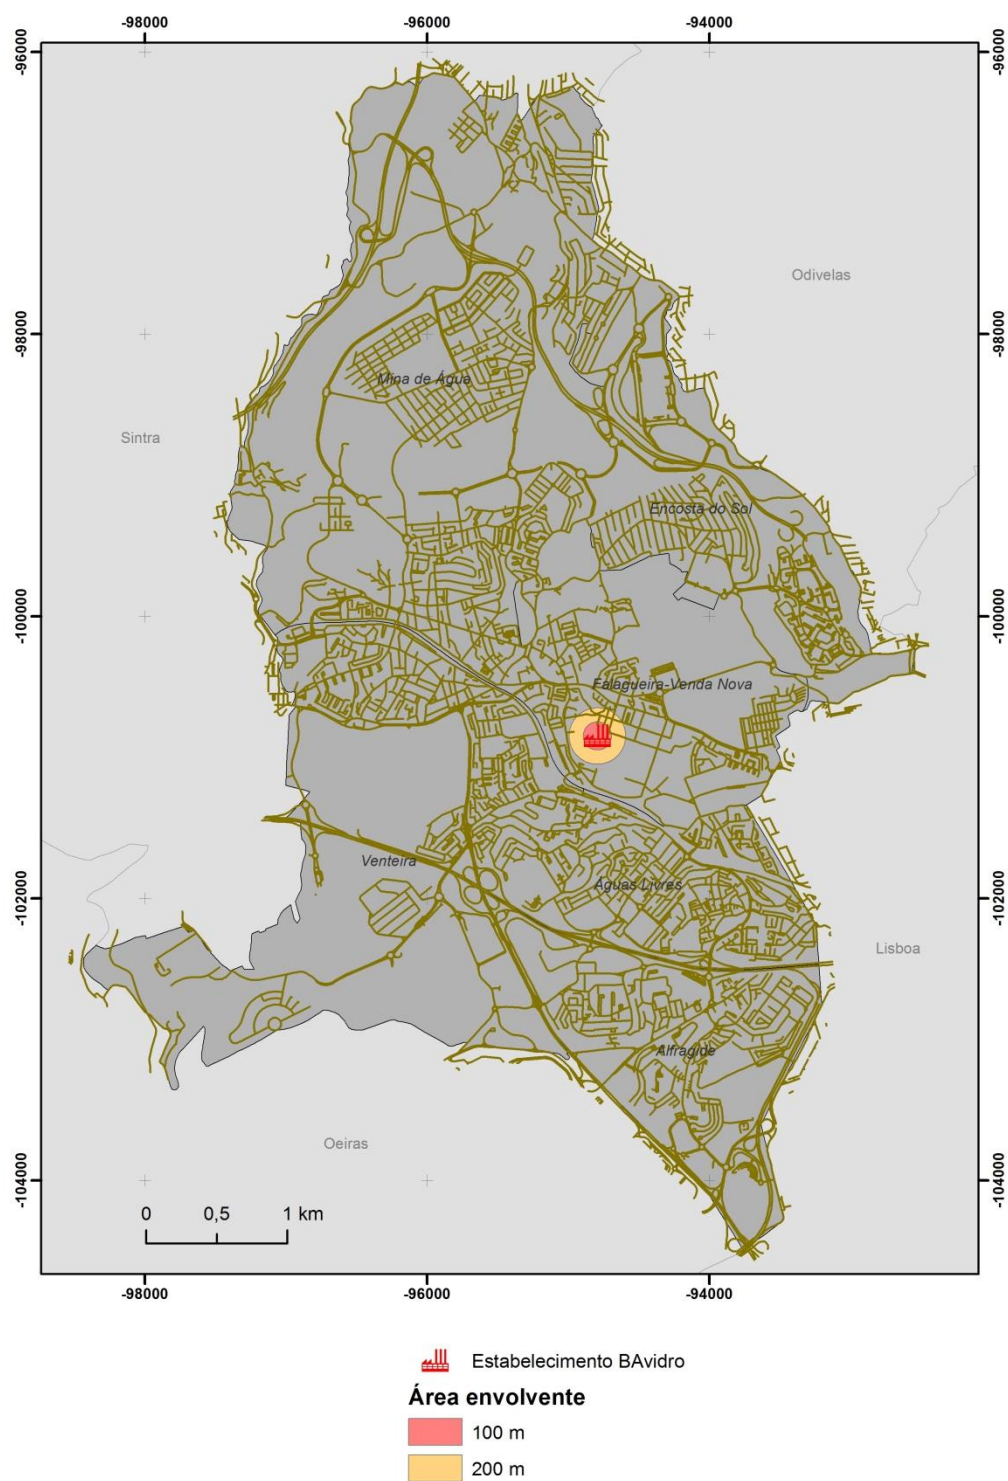 -98000
-96000
-94000
-96000
-96000
Odivelas
-98000
-98000
Mina de Água
Sintra
Encosta do Sol
-100000
-100000
Falagueira-Venda Nova
Venteira
Águas Livres
-102000
-102000
Lisboa
Alfragide
Oeiras
-104000
-104000
0 0,5 1 km
-98000
-96000
-94000
Estabelecimento BAvidro
Área envolvente
100 m
200 m